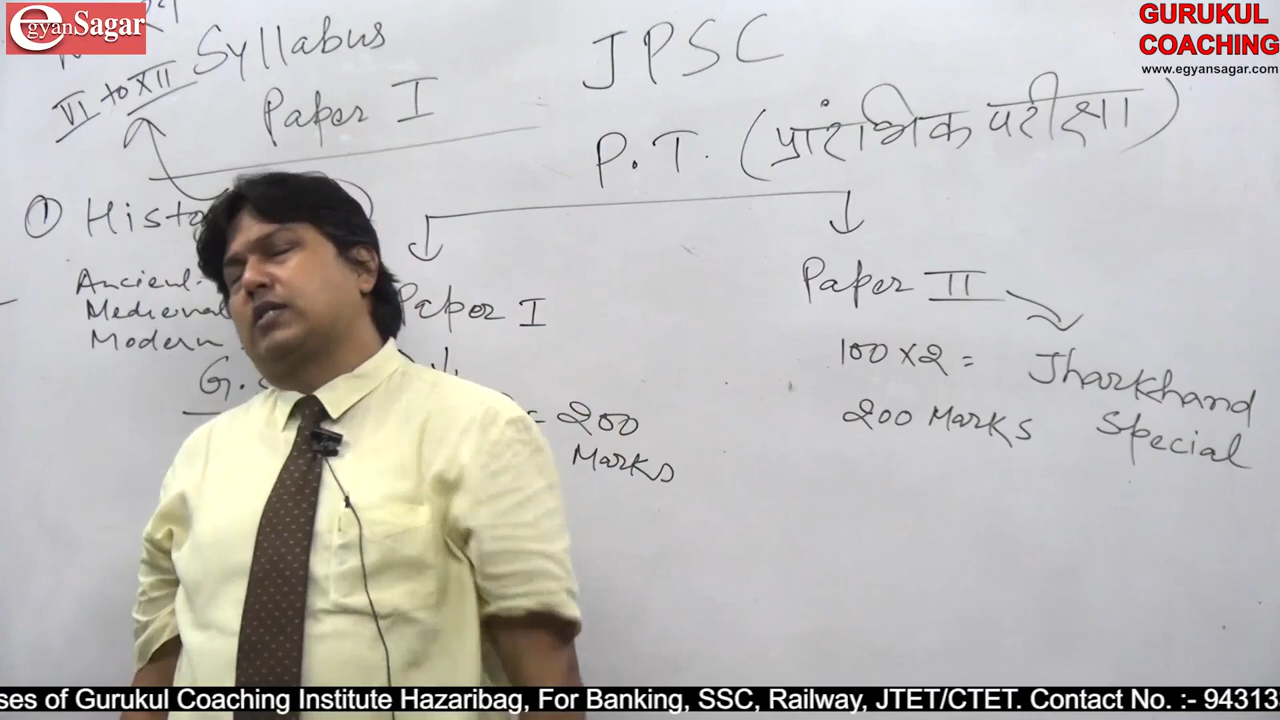 egyanSagar
GURUKUL
COACHING
www.egyansagar.com
Syllabus
VI to XII
Paper I
① History
Ancient
Medieval
Modern
JPSC
P.T. (प्रारंभिक परीक्षा)
Paper I
= 200
Marks
Paper II
100 x 2 =
200 Marks
Jharkhand
Special
ses of Gurukul Coaching Institute Hazaribag, For Banking, SSC, Railway, JTET/CTET. Contact No. :- 94313